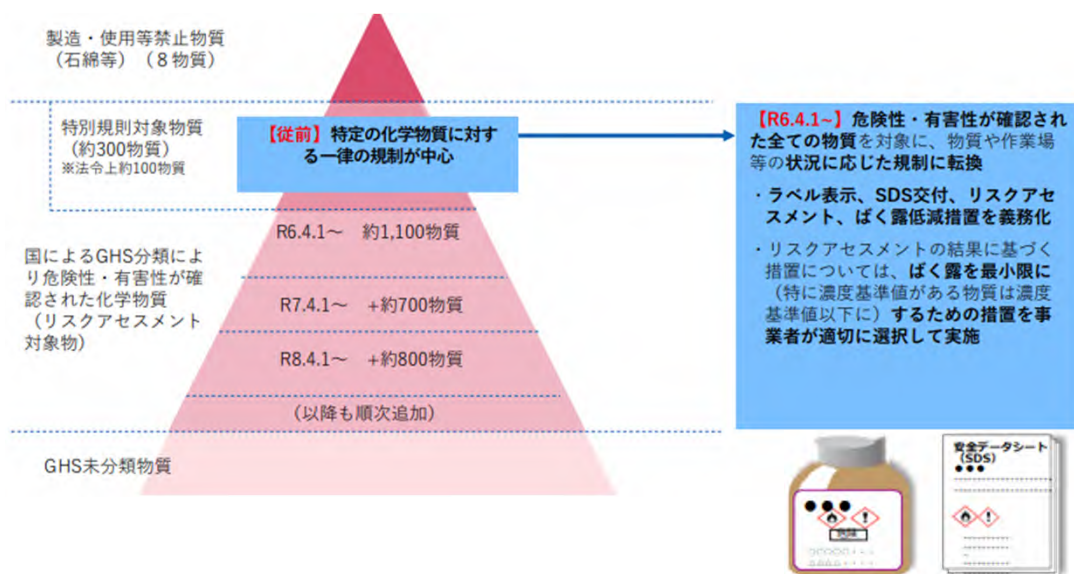 製造・使用等禁止物質
（石綿等）（８物質）
特別規則対象物質
（約300物質）
※法令上約100物質
【従前】特定の化学物質に対す
る一律の規制が中心
国によるGHS分類によ
り危険性・有害性が確
認された化学物質
（リスクアセスメント
対象物）
R6.4.1～　約1,100物質
R7.4.1～　+約700物質
R8.4.1～　+約800物質
（以降も順次追加）
GHS未分類物質
【R6.4.1~】危険性・有害性が確認され
た全ての物質を対象に、物質や作業場
等の状況に応じた規制に転換
・ラベル表示、SDS交付、リスクアセ
スメント、ばく露低減措置を義務化
・リスクアセスメントの結果に基づく
措置については、ばく露を最小限に
（特に濃度基準値がある物質は濃度
基準値以下に）するための措置を事
業者が適切に選択して実施
安全データシート
（SDS）
●●●
●●●
危険